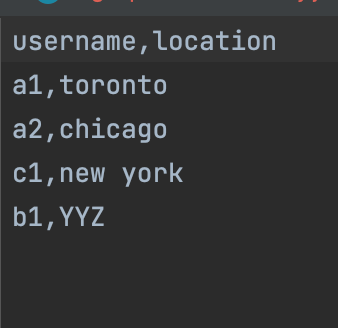 username,location
a1,toronto
a2,chicago
c1,new york
b1,YYZ